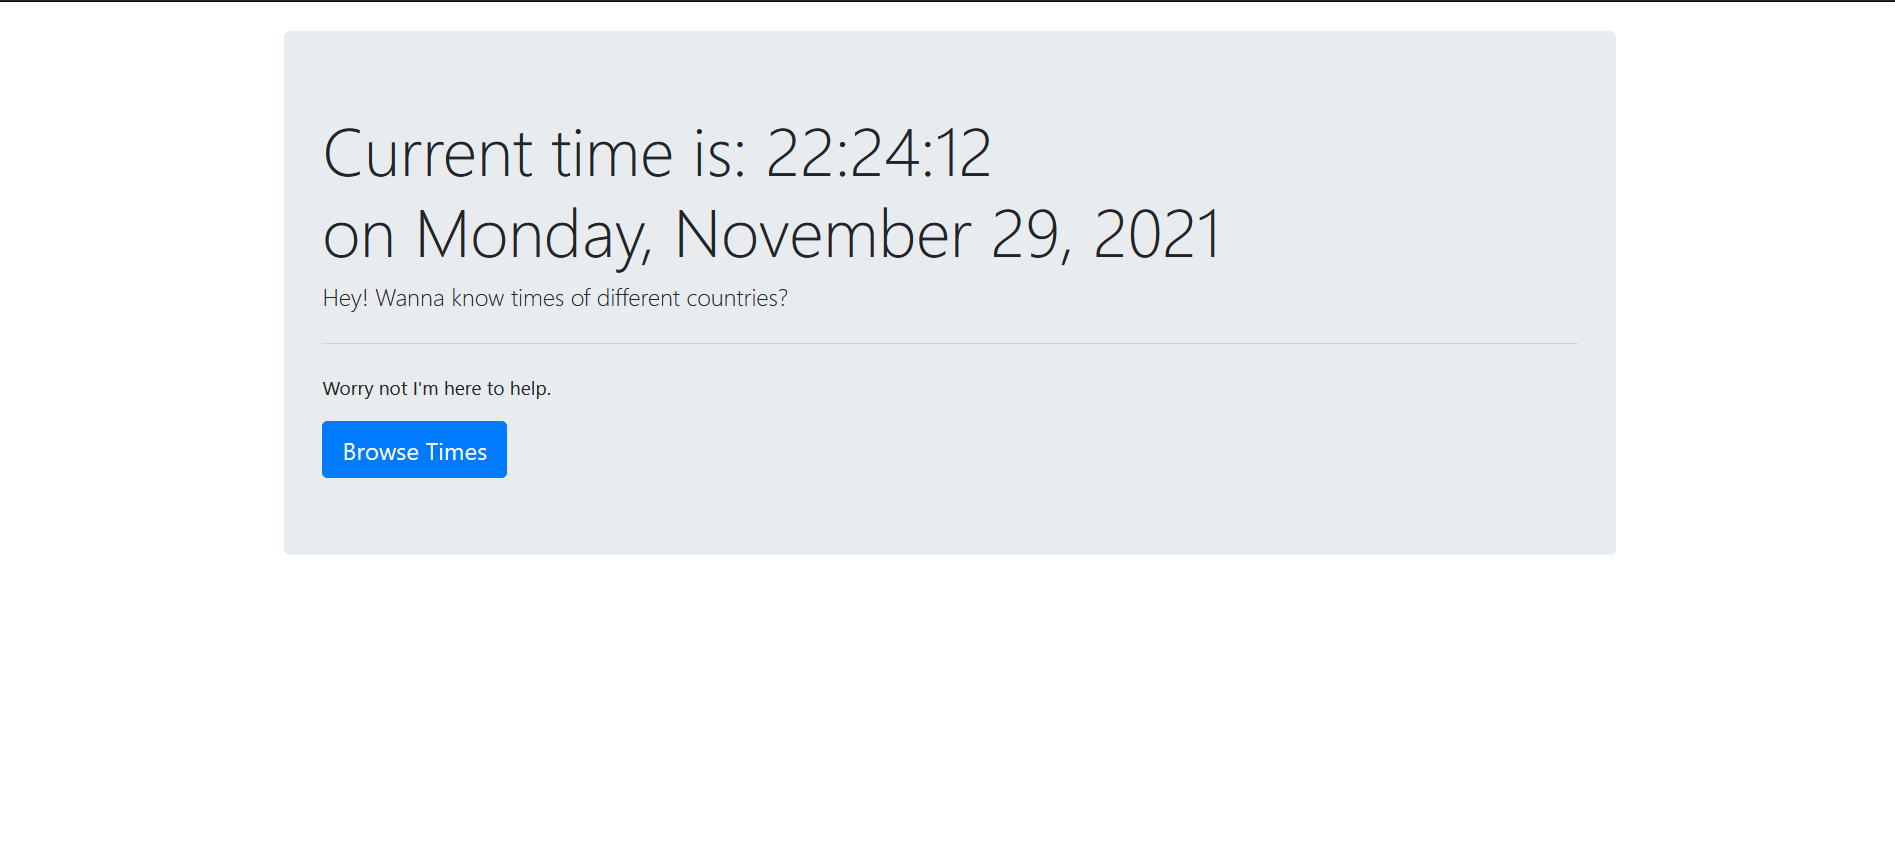 Current time is: 22:24:12
on Monday, November 29, 2021
Hey! Wanna know times of different countries?
Worry not I'm here to help.
Browse Times